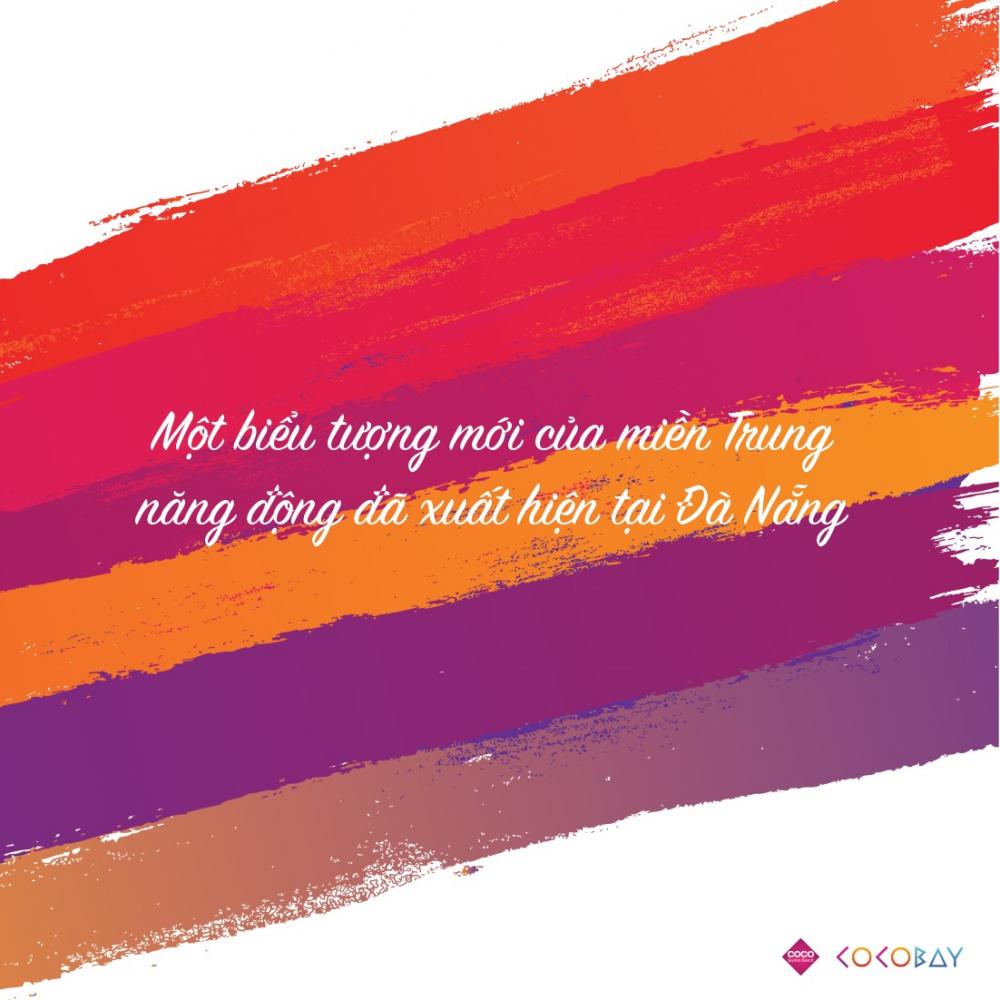 Một biểu tượng mới của miền Trung
năng động đã xuất hiện tại Đà Nẵng
COCO
COCOBAY